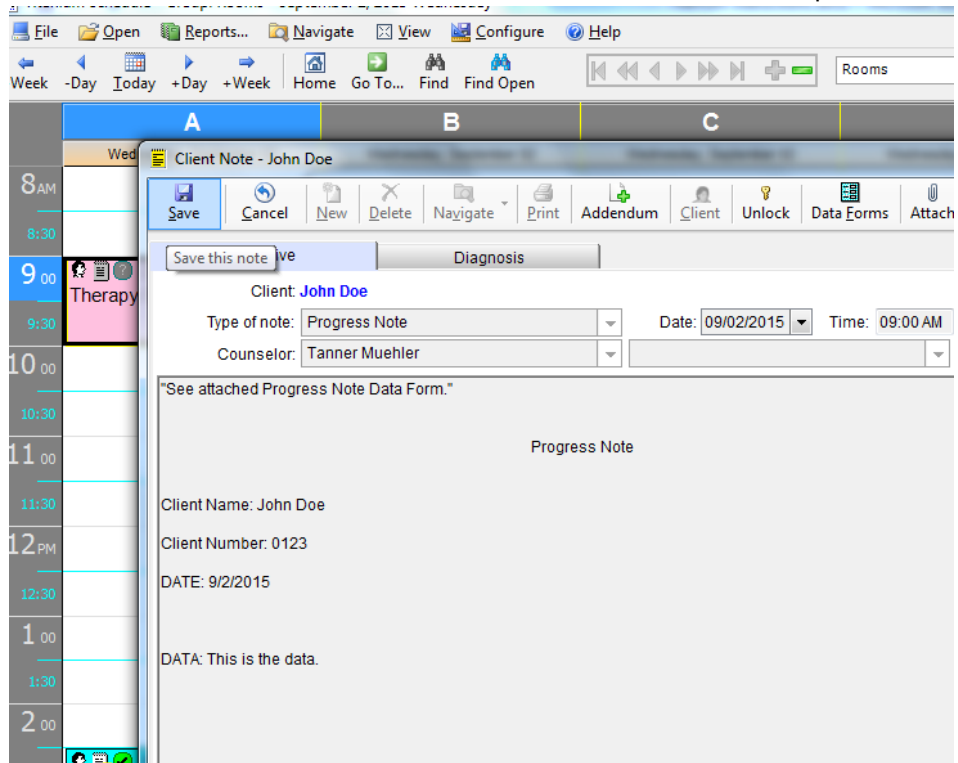 File Open Reports... Navigate View Configure Help
Week -Day Today +Day +Week Home Go To... Find Find Open Rooms
A B C
Wed
Client Note - John Doe
Save Cancel New Delete Navigate Print Addendum Client Unlock Data Forms Attach
Save this note ive Diagnosis
Client: John Doe
Type of note: Progress Note Date: 09/02/2015 Time: 09:00 AM
Counselor: Tanner Muehler
"See attached Progress Note Data Form."
Progress Note
Client Name: John Doe
Client Number: 0123
DATE: 9/2/2015
DATA: This is the data.
8 AM
8:30
9 00
Therapy
9:30
10 00
10:30
11 00
11:30
12 PM
12:30
1 00
1:30
2 00